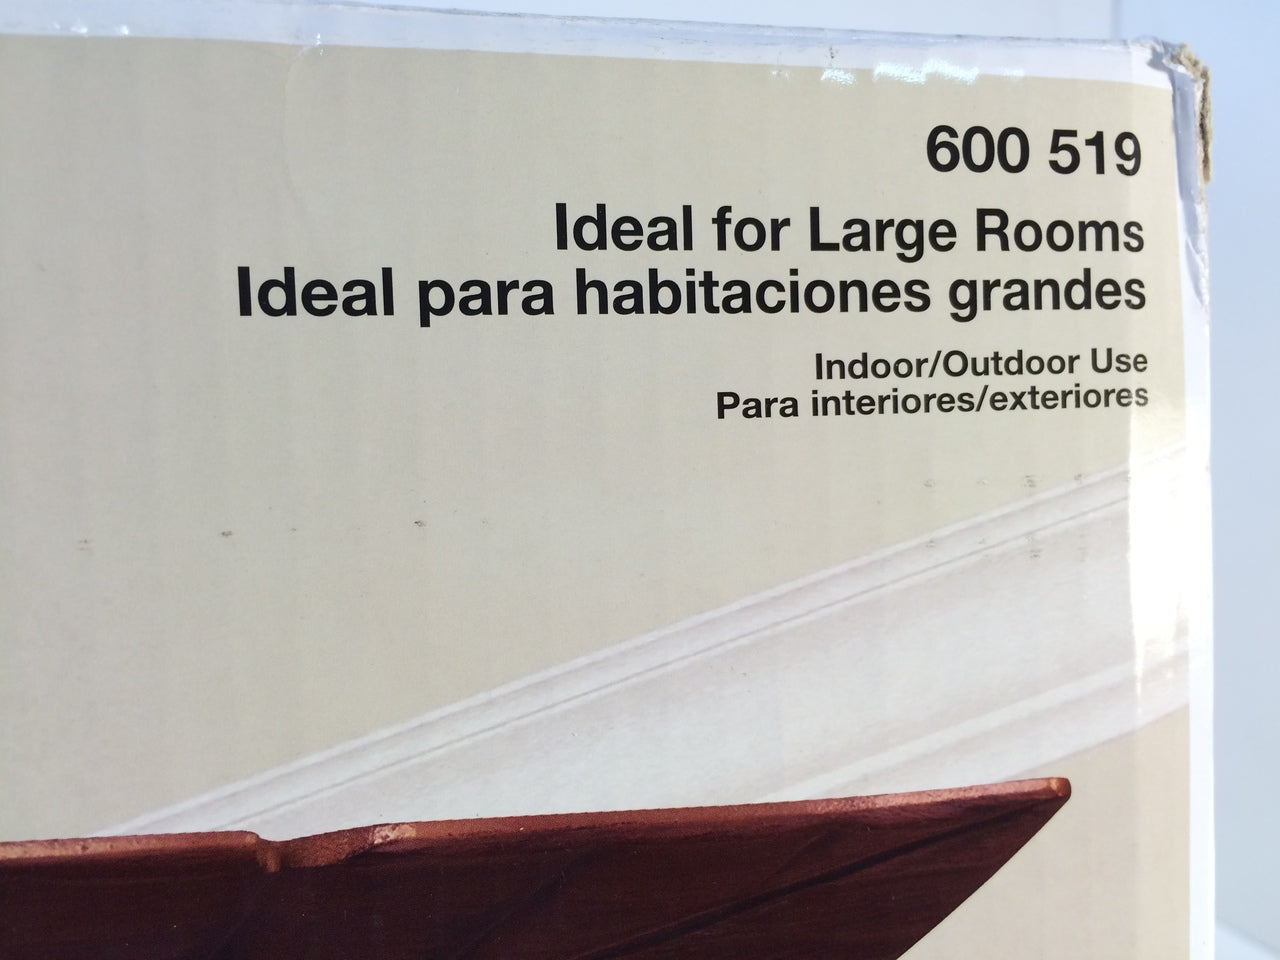 600 519
Ideal for Large Rooms
Ideal para habitaciones grandes
Indoor/Outdoor Use
Para interiores/exteriores